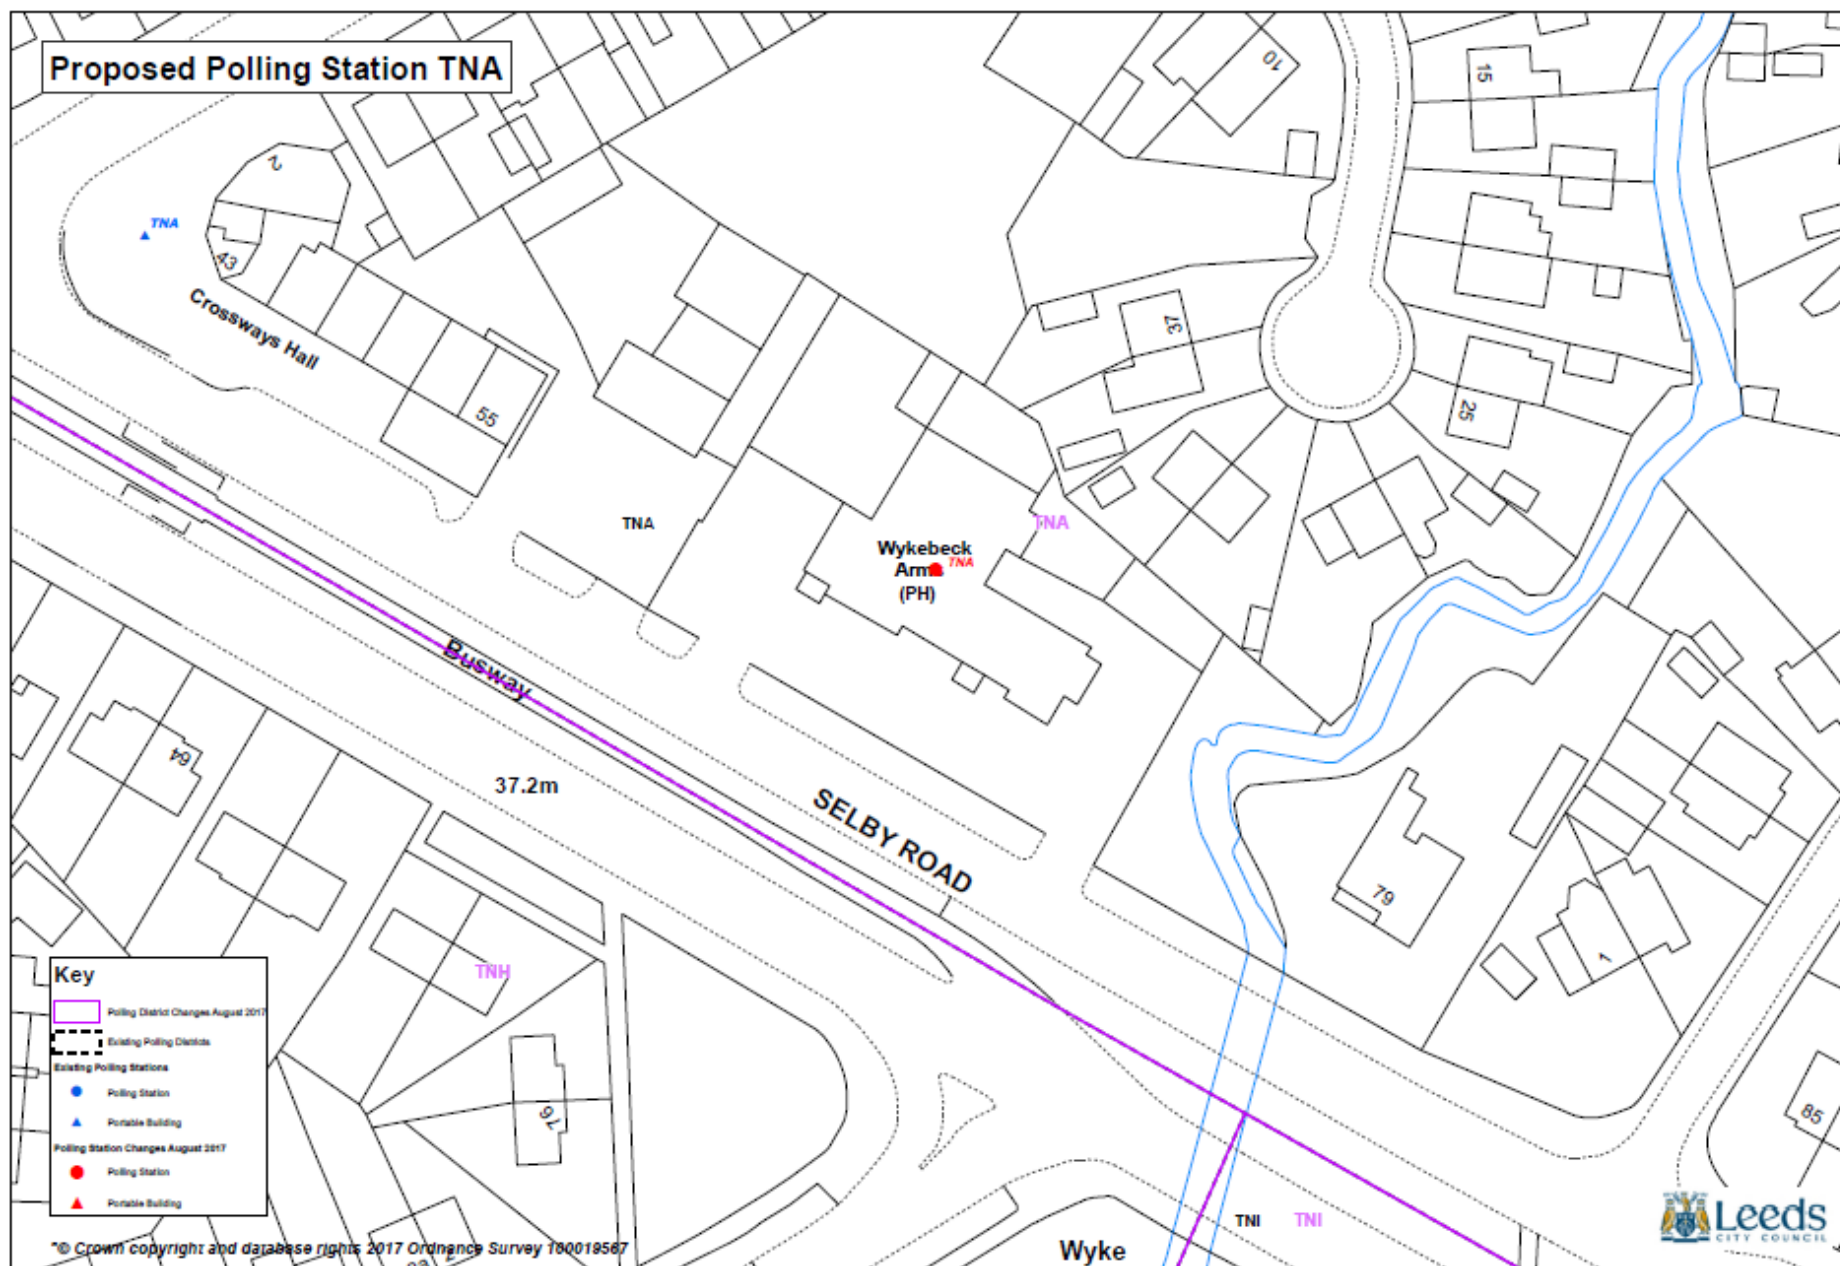 Proposed Polling Station TNA
10
15
2
TNA
43
Crossways Hall
37
55
25
TNA
TNA
Wykebeck
Arms TNA
(PH)
Busway
64
37.2m
SELBY ROAD
79
1
TNH
76
85
TNI TNI
Wyke
Key
Polling District Changes August 2017
Existing Polling Districts
Existing Polling Stations
Polling Station
Portable Building
Polling Station Changes August 2017
Polling Station
Portable Building
"© Crown copyright and database rights 2017 Ordnance Survey 100019567
Leeds
CITY COUNCIL